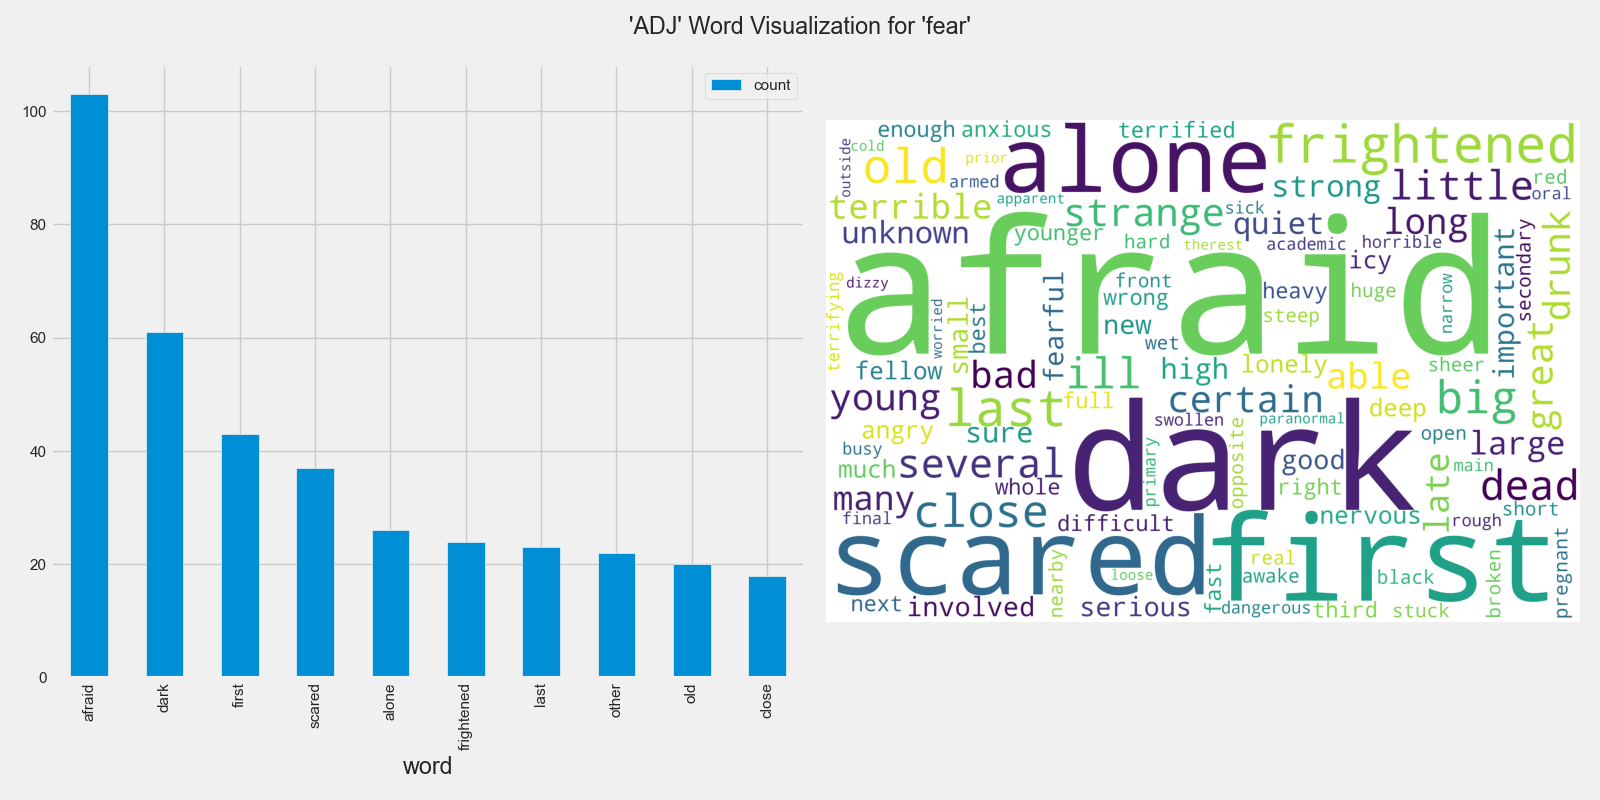 'ADJ' Word Visualization for 'fear'
count
100
80
60
40
20
0
afraid
dark
first
scared
alone
frightened
last
other
old
close
word
enough anxious terrified
alone
frightened
outside
cold
old
prior
armed
apparent
strong
little
red
oral
terrible
strange
sick
quiet
long
unknown
younger
hard
therest
academic
horrible
icy
secondary
drunk
important
afraid
terrifying
dizzy
worried
small
best
fearful
front
wrong
new
wet
heavy
steep
huge
narrow
fellow
bad
ill
high
lonely
able
sheer
great
young
last
full
certain
deep
big
angry
sure
swollen
paranormal
open
large
busy
much
several
dark
primary
opposite
good
right
late
main
dead
many
whole
final
close
difficult
nervous
rough
short
scared
first
nearby
loose
fast
real
awake
black
broken
pregnant
next
involved
serious
dangerous
third
stuck